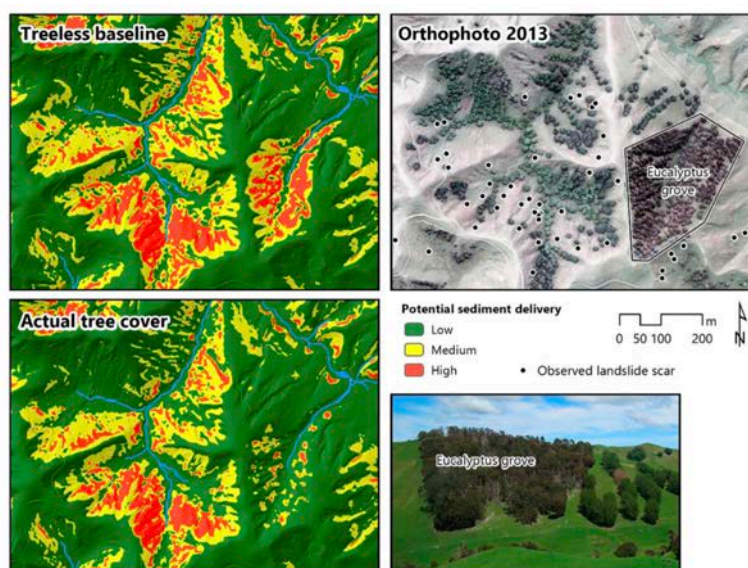 Treeless baseline
Orthophoto 2013
Eucalyptus
grove
Actual tree cover
Potential sediment delivery
Low
Medium
High
0 50 100 200
m
N
Observed landslide scar
Eucalyptus grove